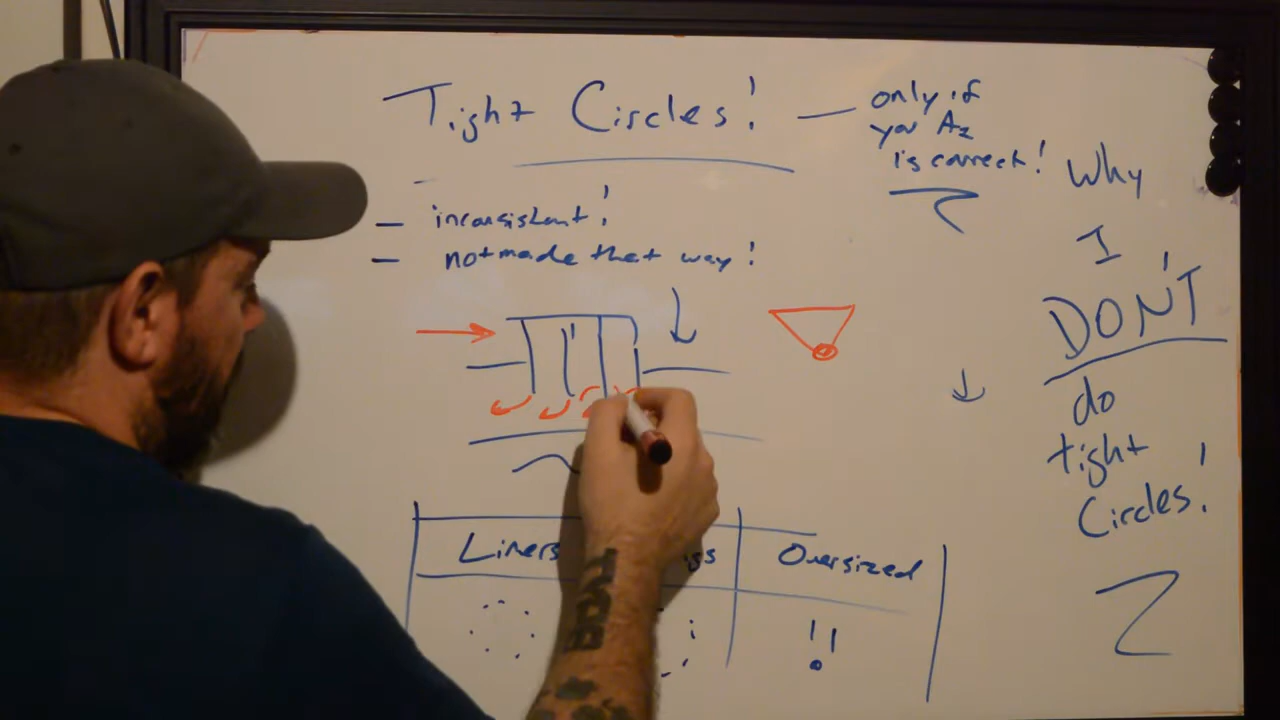 Tight Circles! — only if
you Az
is correct!
— inconsistent!
— not made that way!
Liners
Oversized
!!
Why
I
DON'T
do
tight
Circles!